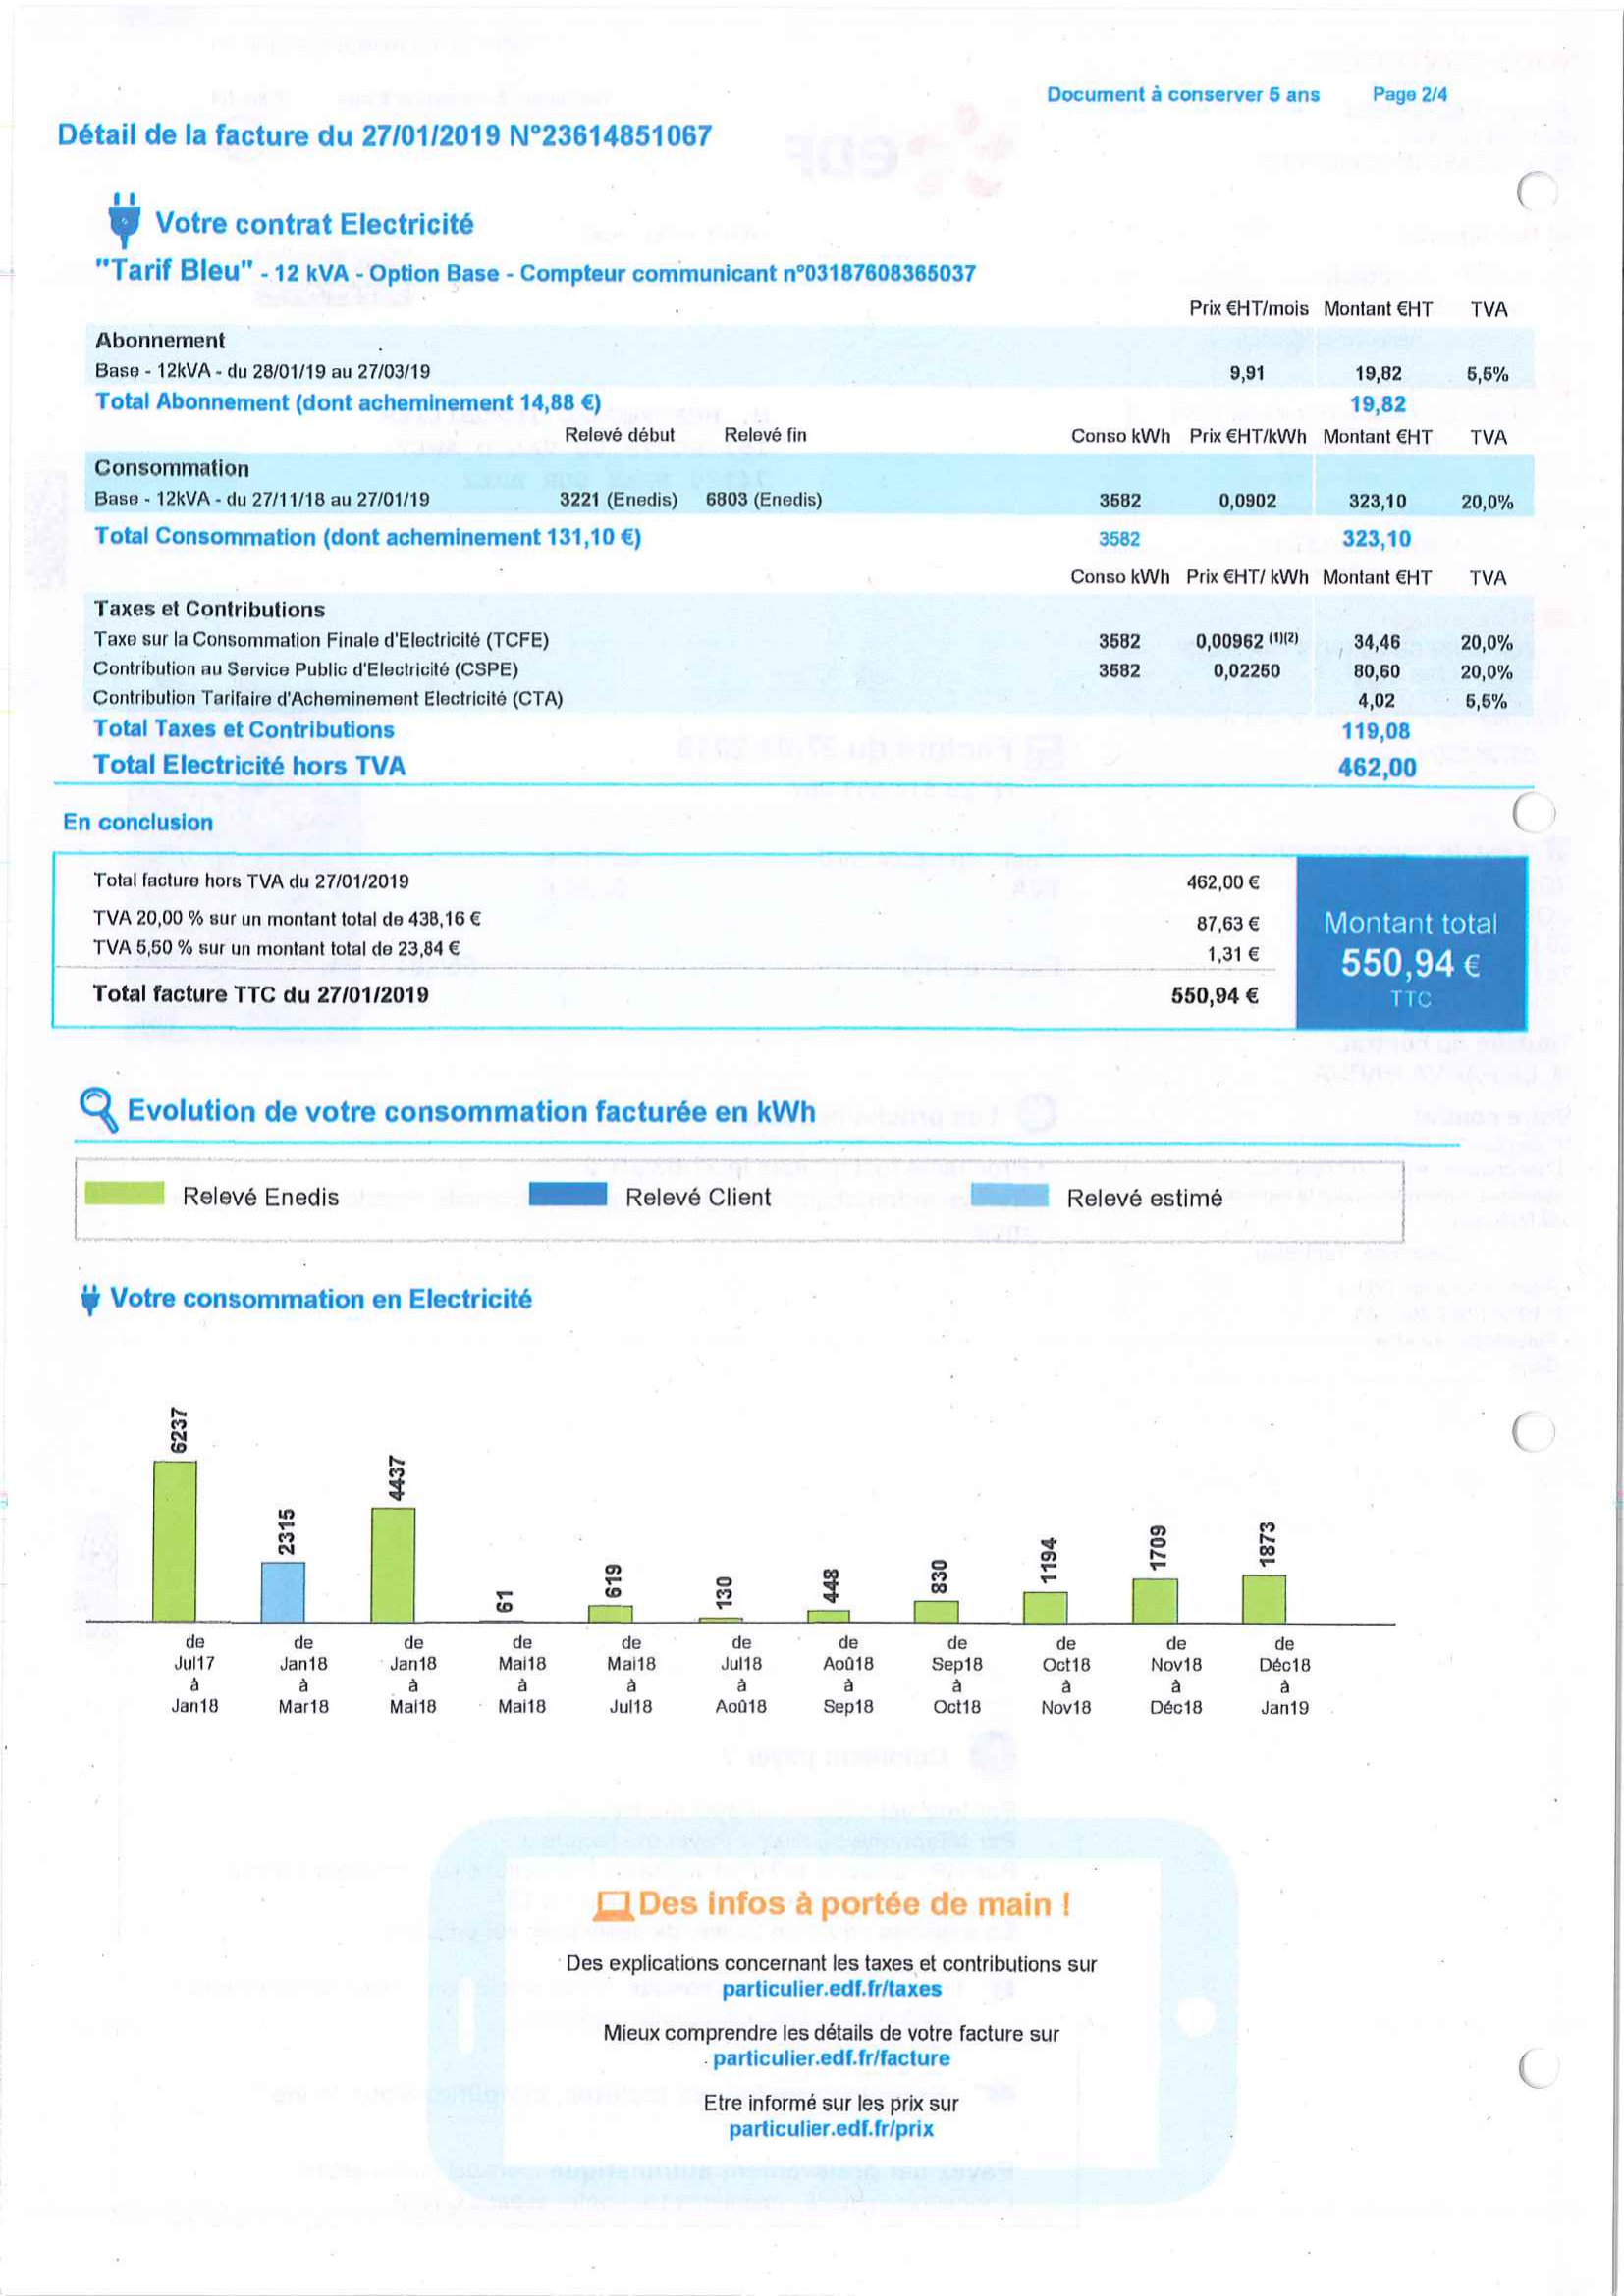 Document à conserver 5 ans Page 2/4
Détail de la facture du 27/01/2019 N°23614851067
Votre contrat Electricité
"Tarif Bleu" - 12 kVA - Option Base - Compteur communicant n°03187608365037
Prix €HT/mois Montant €HT TVA
Abonnement
Base - 12kVA - du 28/01/19 au 27/03/19 9,91 19,82 5,5%
Total Abonnement (dont acheminement 14,88 €) 19,82
Relevé début Relevé fin Conso kWh Prix €HT/kWh Montant €HT TVA
Consommation
Base - 12kVA - du 27/11/18 au 27/01/19 3221 (Enedis) 6803 (Enedis) 3582 0,0902 323,10 20,0%
Total Consommation (dont acheminement 131,10 €) 3582 323,10
Conso kWh Prix €HT/ kWh Montant €HT TVA
Taxes et Contributions
Taxe sur la Consommation Finale d'Electricité (TCFE) 3582 0,00962 (1)(2) 34,46 20,0%
Contribution au Service Public d'Electricité (CSPE) 3582 0,02250 80,60 20,0%
Contribution Tarifaire d'Acheminement Electricité (CTA) 4,02 5,5%
Total Taxes et Contributions 119,08
Total Electricité hors TVA 462,00
En conclusion
Total facture hors TVA du 27/01/2019 462,00 €
TVA 20,00 % sur un montant total de 438,16 € 87,63 €
TVA 5,50 % sur un montant total de 23,84 € 1,31 €
Total facture TTC du 27/01/2019 550,94 €
Montant total
550,94 €
TTC
Evolution de votre consommation facturée en kWh
Relevé Enedis Relevé Client Relevé estimé
Votre consommation en Electricité
6237 2315 4437 61 619 130 448 830 1194 1709 1873
de de de de de de de de de de de
Jul17 Jan18 Jan18 Mai18 Mai18 Jul18 Aoû18 Sep18 Oct18 Nov18 Déc18
à à à à à à à à à à à
Jan18 Mar18 Mai18 Mai18 Jul18 Aoû18 Sep18 Oct18 Nov18 Déc18 Jan19
Des infos à portée de main !
Des explications concernant les taxes et contributions sur
particulier.edf.fr/taxes
Mieux comprendre les détails de votre facture sur
particulier.edf.fr/facture
Etre informé sur les prix sur
particulier.edf.fr/prix